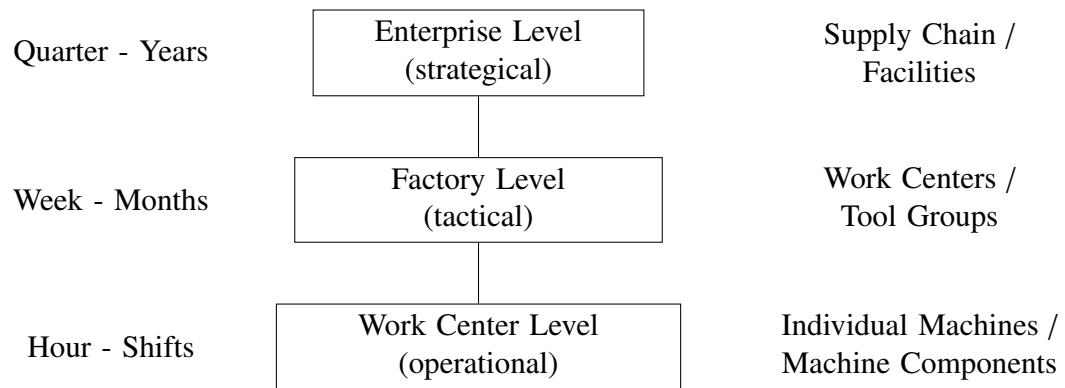 Quarter - Years
Enterprise Level
(strategical)
Supply Chain /
Facilities
Week - Months
Factory Level
(tactical)
Work Centers /
Tool Groups
Hour - Shifts
Work Center Level
(operational)
Individual Machines /
Machine Components